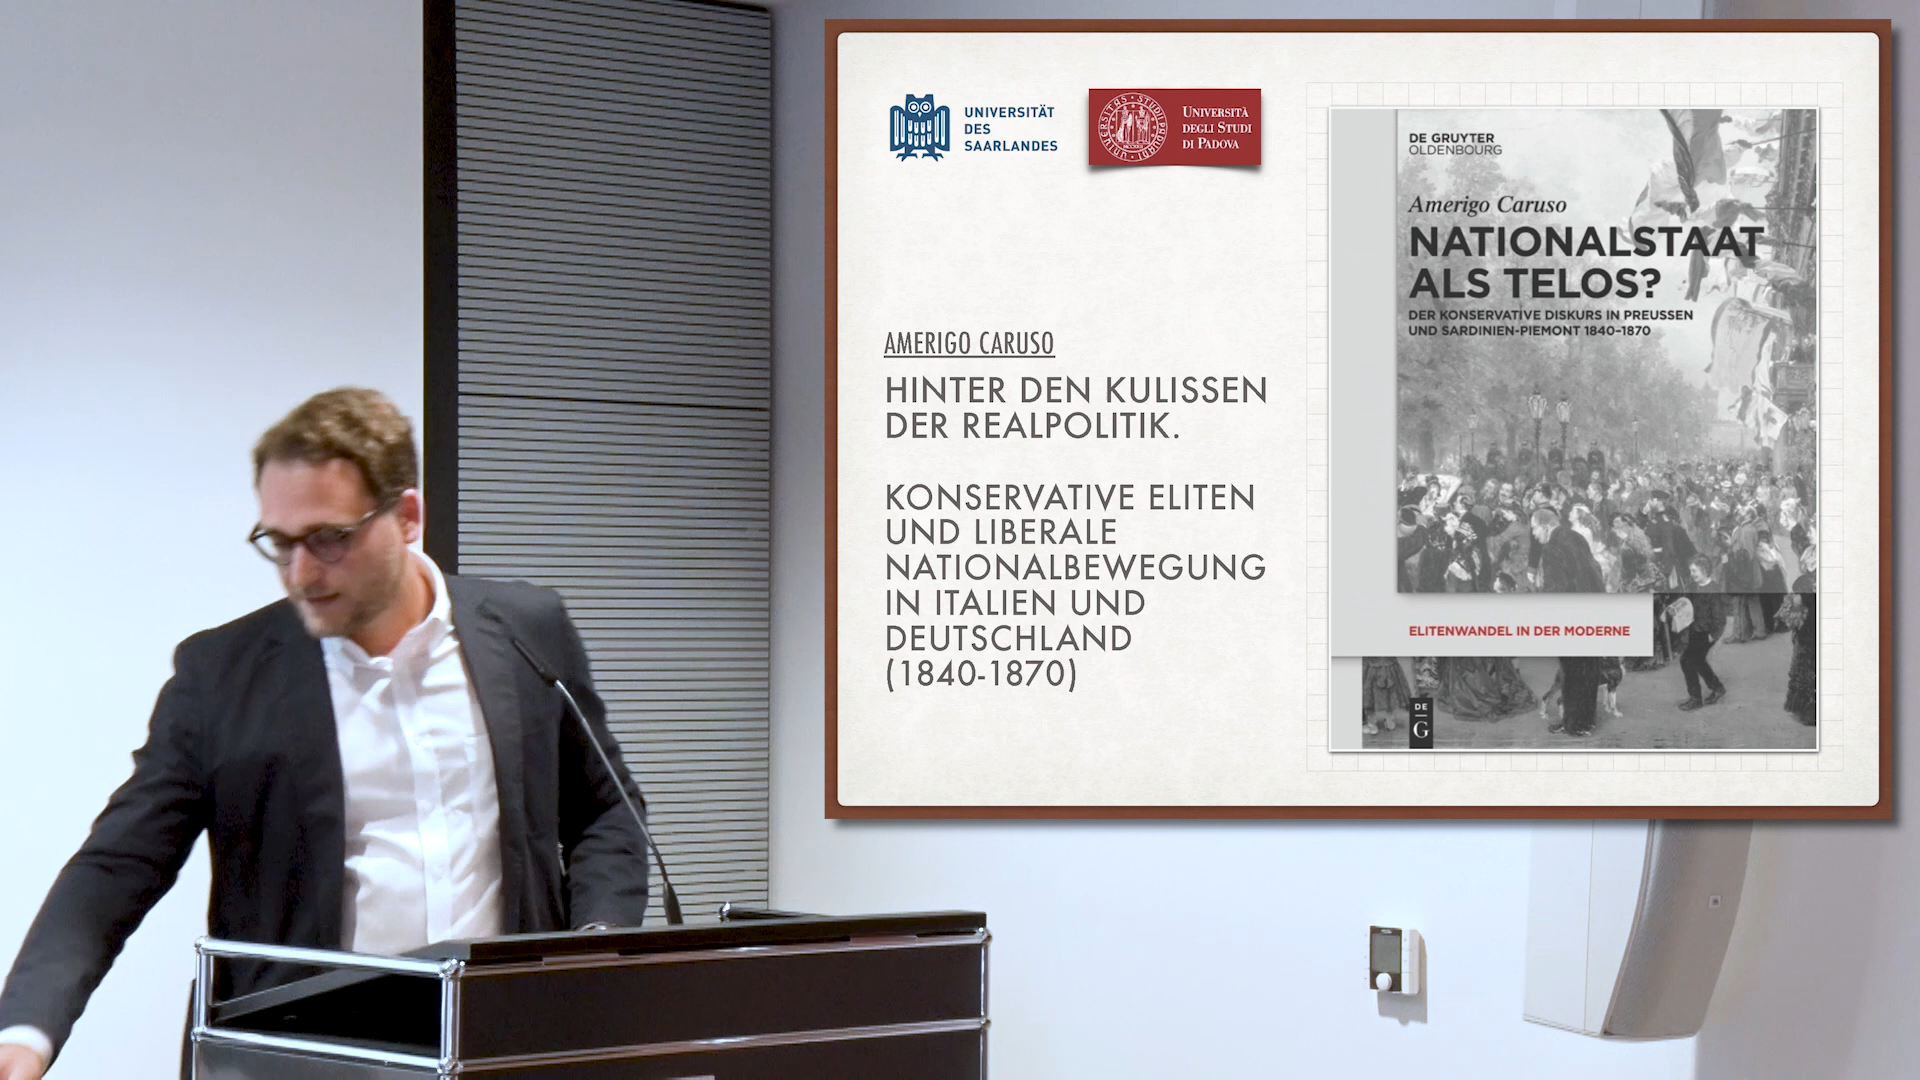 UNIVERSITÄT
DES
SAARLANDES
UNIVERSITÀ
DEGLI STUDI
DI PADOVA
AMERIGO CARUSO
HINTER DEN KULISSEN
DER REALPOLITIK.
KONSERVATIVE ELITEN
UND LIBERALE
NATIONALBEWEGUNG
IN ITALIEN UND
DEUTSCHLAND
(1840-1870)
DE GRUYTER
OLDENBOURG
Amerigo Caruso
NATIONALSTAAT
ALS TELOS?
DER KONSERVATIVE DISKURS IN PREUSSEN
UND SARDINIEN-PIEMONT 1840–1870
ELITENWANDEL IN DER MODERNE
DE
G